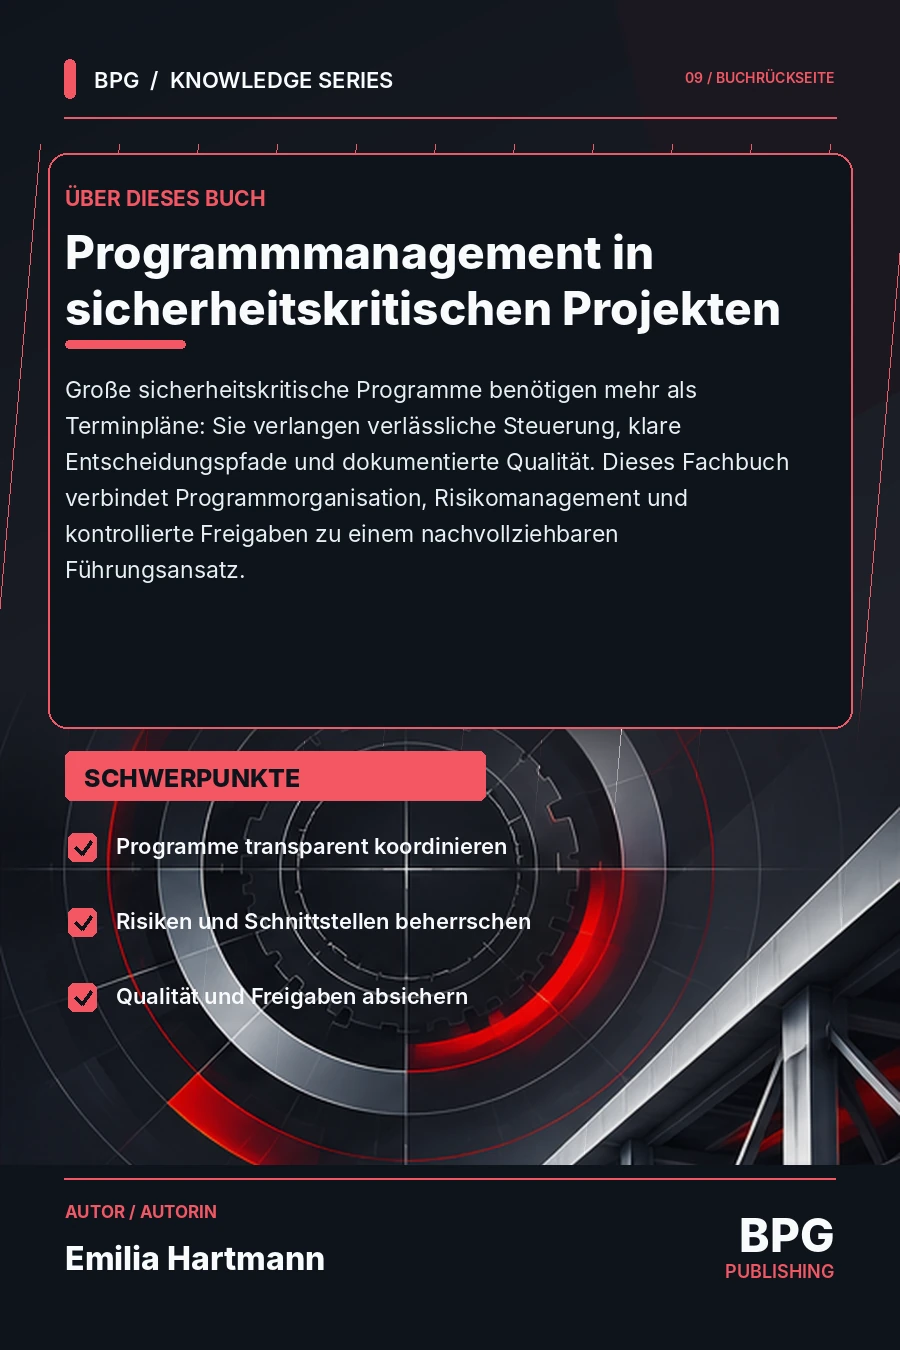 BPG / KNOWLEDGE SERIES
09 / BUCHRÜCKSEITE
ÜBER DIESES BUCH
Programmmanagement in
sicherheitskritischen Projekten
Große sicherheitskritische Programme benötigen mehr als
Terminpläne: Sie verlangen verlässliche Steuerung, klare
Entscheidungspfade und dokumentierte Qualität. Dieses Fachbuch
verbindet Programmorganisation, Risikomanagement und
kontrollierte Freigaben zu einem nachvollziehbaren
Führungsansatz.
SCHWERPUNKTE
Programme transparent koordinieren
Risiken und Schnittstellen beherrschen
Qualität und Freigaben absichern
AUTOR / AUTORIN
Emilia Hartmann
BPG
PUBLISHING